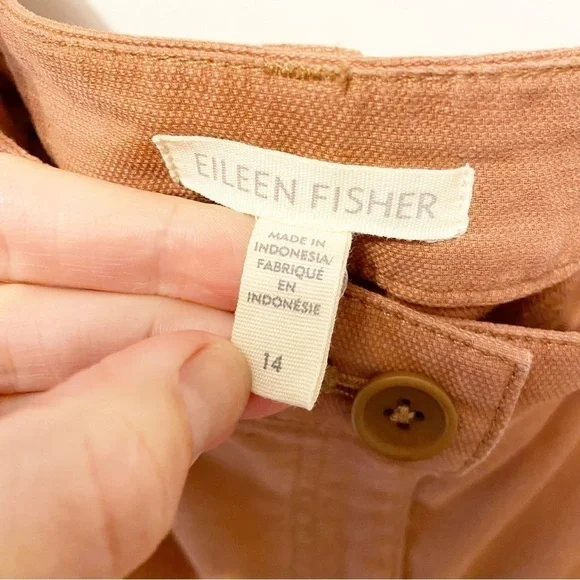 EILEEN FISHER
MADE IN
INDONESIA/
FABRIQUÉ
EN
INDONÉSIE
14